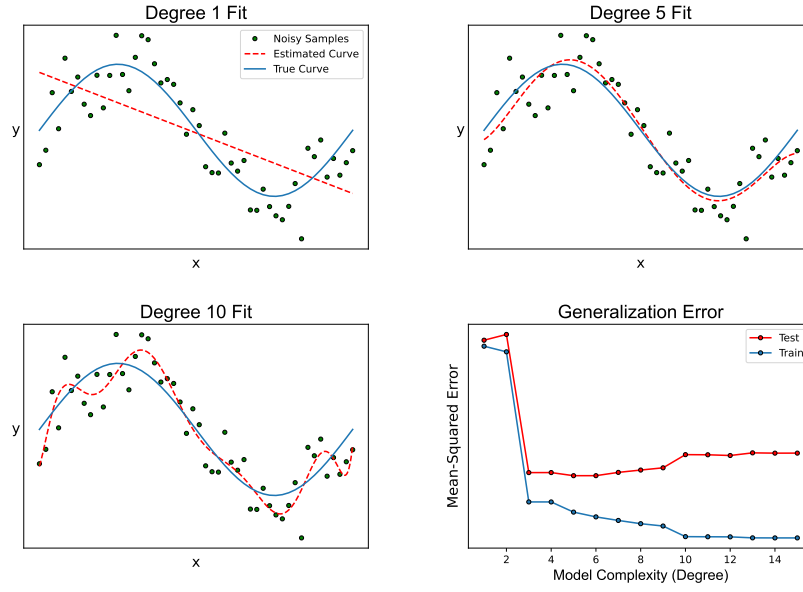 Degree 1 Fit
Noisy Samples
Estimated Curve
True Curve
y
x
Degree 5 Fit
y
x
Degree 10 Fit
y
x
Generalization Error
Test
Train
Mean-Squared Error
2 4 6 8 10 12 14
Model Complexity (Degree)